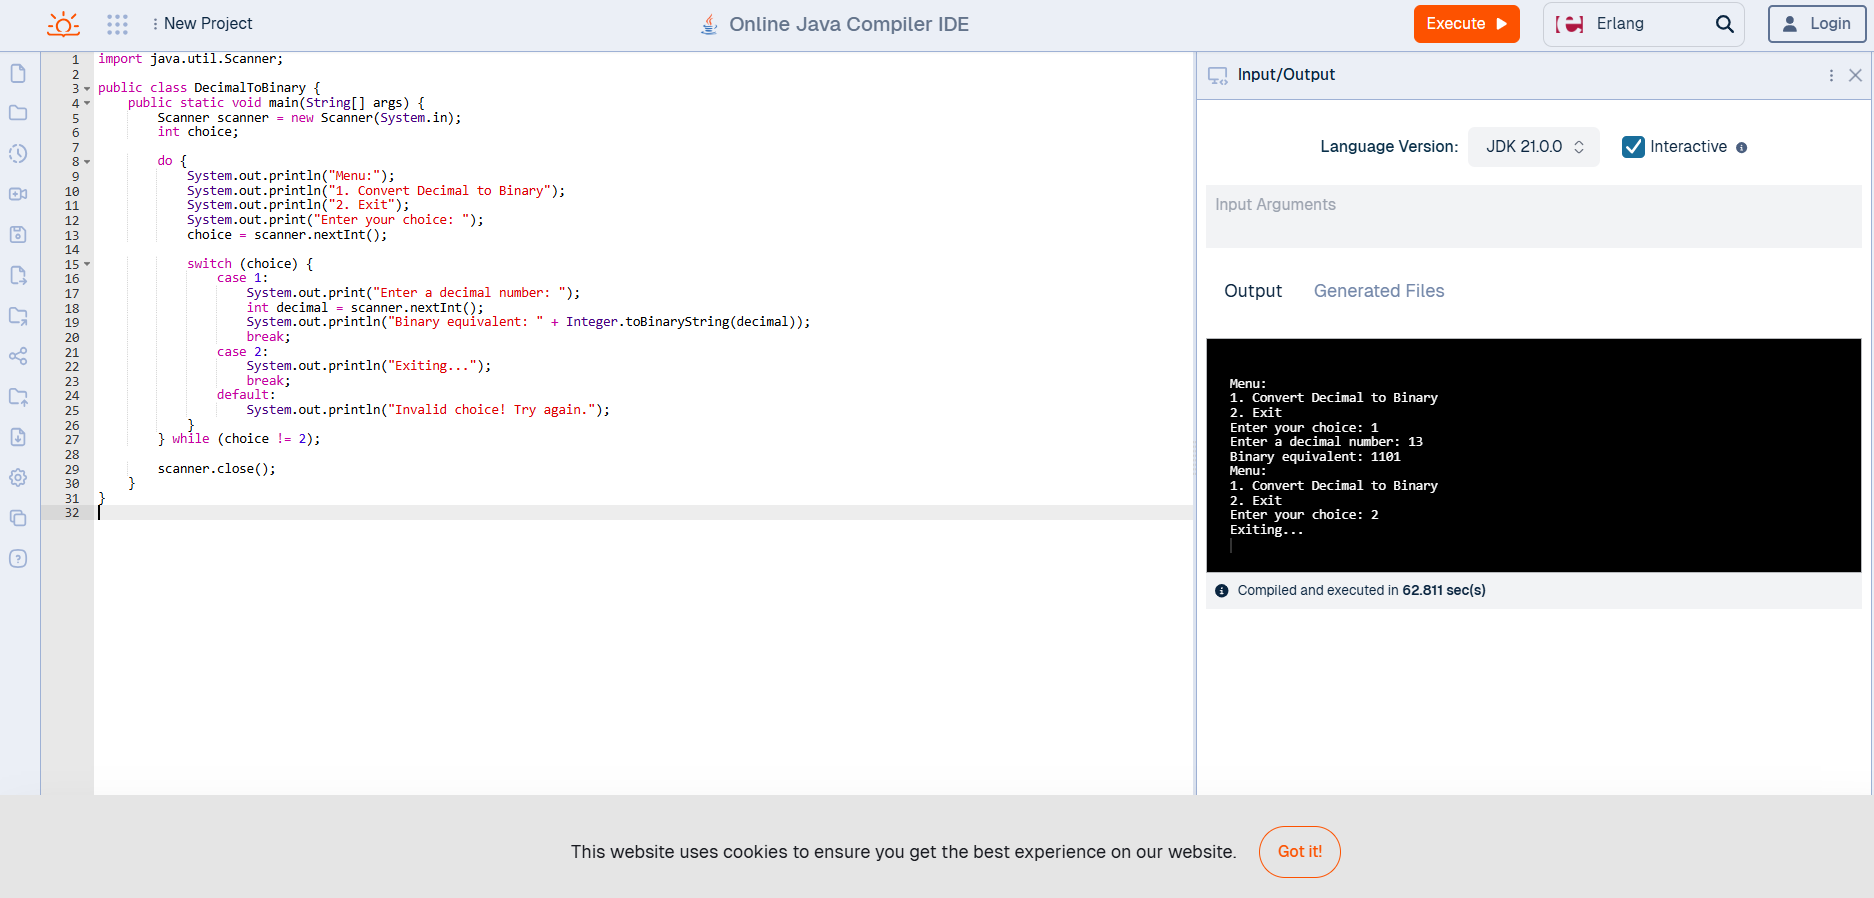 New Project
Online Java Compiler IDE
Execute
Erlang
Login
1 import java.util.Scanner;
2
3 public class DecimalToBinary {
4     public static void main(String[] args) {
5         Scanner scanner = new Scanner(System.in);
6         int choice;
7
8         do {
9             System.out.println("Menu:");
10             System.out.println("1. Convert Decimal to Binary");
11             System.out.println("2. Exit");
12             System.out.print("Enter your choice: ");
13             choice = scanner.nextInt();
14
15             switch (choice) {
16                 case 1:
17                     System.out.print("Enter a decimal number: ");
18                     int decimal = scanner.nextInt();
19                     System.out.println("Binary equivalent: " + Integer.toBinaryString(decimal));
20                     break;
21                 case 2:
22                     System.out.println("Exiting...");
23                     break;
24                 default:
25                     System.out.println("Invalid choice! Try again.");
26             }
27         } while (choice != 2);
28
29         scanner.close();
30     }
31 }
32
Input/Output
Language Version: JDK 21.0.0 Interactive
Input Arguments
Output Generated Files
Menu:
1. Convert Decimal to Binary
2. Exit
Enter your choice: 1
Enter a decimal number: 13
Binary equivalent: 1101
Menu:
1. Convert Decimal to Binary
2. Exit
Enter your choice: 2
Exiting...
Compiled and executed in 62.811 sec(s)
This website uses cookies to ensure you get the best experience on our website. Got it!